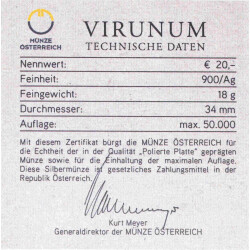 MÜNZE
ÖSTERREICH
VIRUNUM
TECHNISCHE DATEN
Nennwert: € 20,–
Feinheit: 900/Ag
Feingewicht: 18 g
Durchmesser: 34 mm
Auflage: max. 50.000
Mit diesem Zertifikat bürgt die MÜNZE ÖSTERREICH für
die Echtheit der in der Qualität „Polierte Platte" geprägten
Münze sowie für die Einhaltung der maximalen Auflage.
Diese Silbermünze ist gesetzliches Zahlungsmittel in der
Republik Österreich.
Kurt Meyer
Generaldirektor der MÜNZE ÖSTERREICH